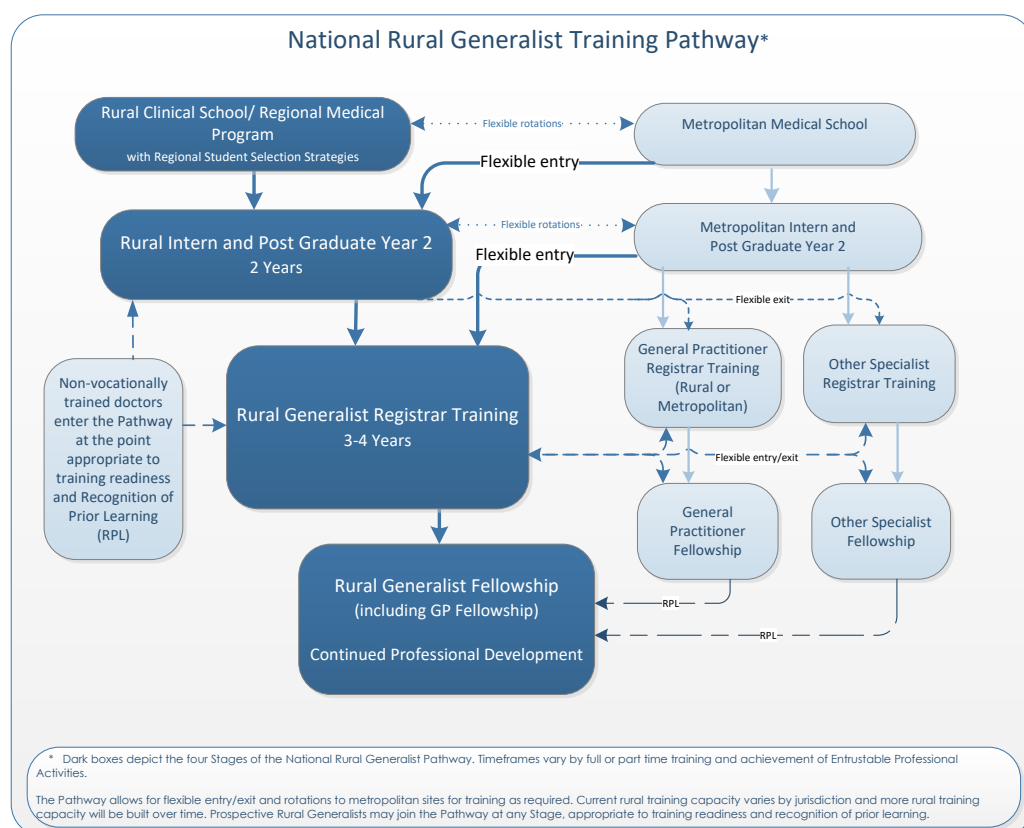 National Rural Generalist Training Pathway*
Rural Clinical School/ Regional Medical
Program
with Regional Student Selection Strategies
Flexible rotations
Metropolitan Medical School
Flexible entry
Rural Intern and Post Graduate Year 2
2 Years
Flexible rotations
Metropolitan Intern and
Post Graduate Year 2
Flexible entry
Flexible exit
Non-vocationally
trained doctors
enter the Pathway
at the point
appropriate to
training readiness
and Recognition of
Prior Learning
(RPL)
Rural Generalist Registrar Training
3-4 Years
General Practitioner
Registrar Training
(Rural or
Metropolitan)
Other Specialist
Registrar Training
Flexible entry/exit
General
Practitioner
Fellowship
Other Specialist
Fellowship
Rural Generalist Fellowship
(including GP Fellowship)
Continued Professional Development
RPL
RPL
* Dark boxes depict the four Stages of the National Rural Generalist Pathway. Timeframes vary by full or part time training and achievement of Entrustable Professional
Activities.
The Pathway allows for flexible entry/exit and rotations to metropolitan sites for training as required. Current rural training capacity varies by jurisdiction and more rural training
capacity will be built over time. Prospective Rural Generalists may join the Pathway at any Stage, appropriate to training readiness and recognition of prior learning.